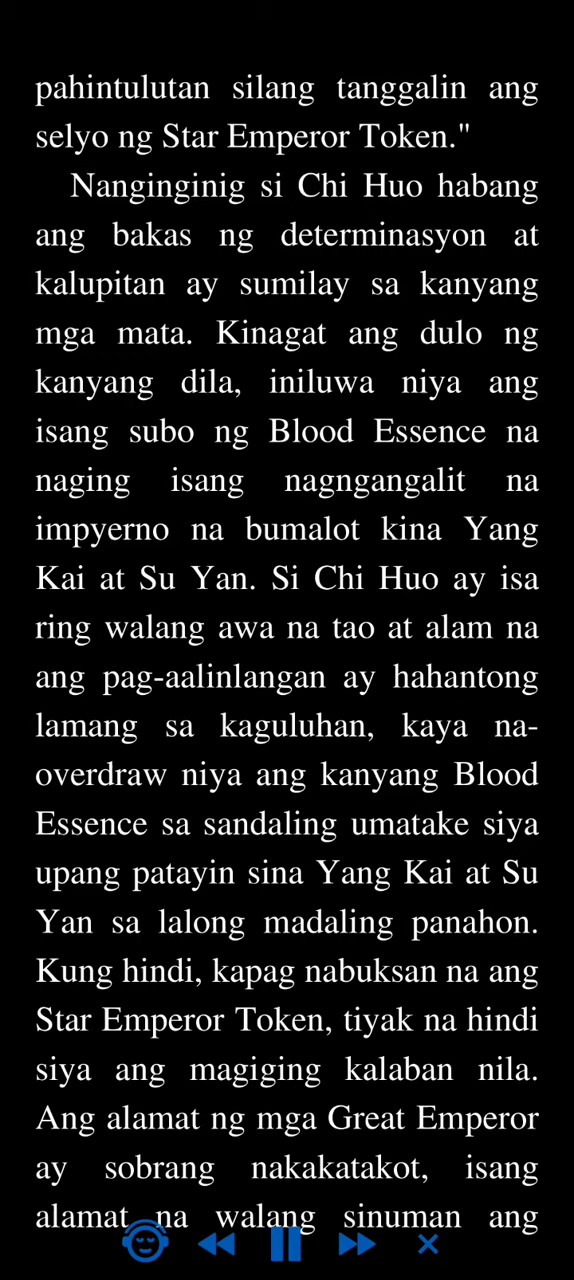 pahintulutan silang tanggalin ang
selyo ng Star Emperor Token."
Nanginginig si Chi Huo habang
ang bakas ng determinasyon at
kalupitan ay sumilay sa kanyang
mga mata. Kinagat ang dulo ng
kanyang dila, iniluwa niya ang
isang subo ng Blood Essence na
naging isang nagngangalit na
impyerno na bumalot kina Yang
Kai at Su Yan. Si Chi Huo ay isa
ring walang awa na tao at alam na
ang pag-aalinlangan ay hahantong
lamang sa kaguluhan, kaya na-
overdraw niya ang kanyang Blood
Essence sa sandaling umatake siya
upang patayin sina Yang Kai at Su
Yan sa lalong madaling panahon.
Kung hindi, kapag nabuksan na ang
Star Emperor Token, tiyak na hindi
siya ang magiging kalaban nila.
Ang alamat ng mga Great Emperor
ay sobrang nakakatakot, isang
alamat na walang sinuman ang